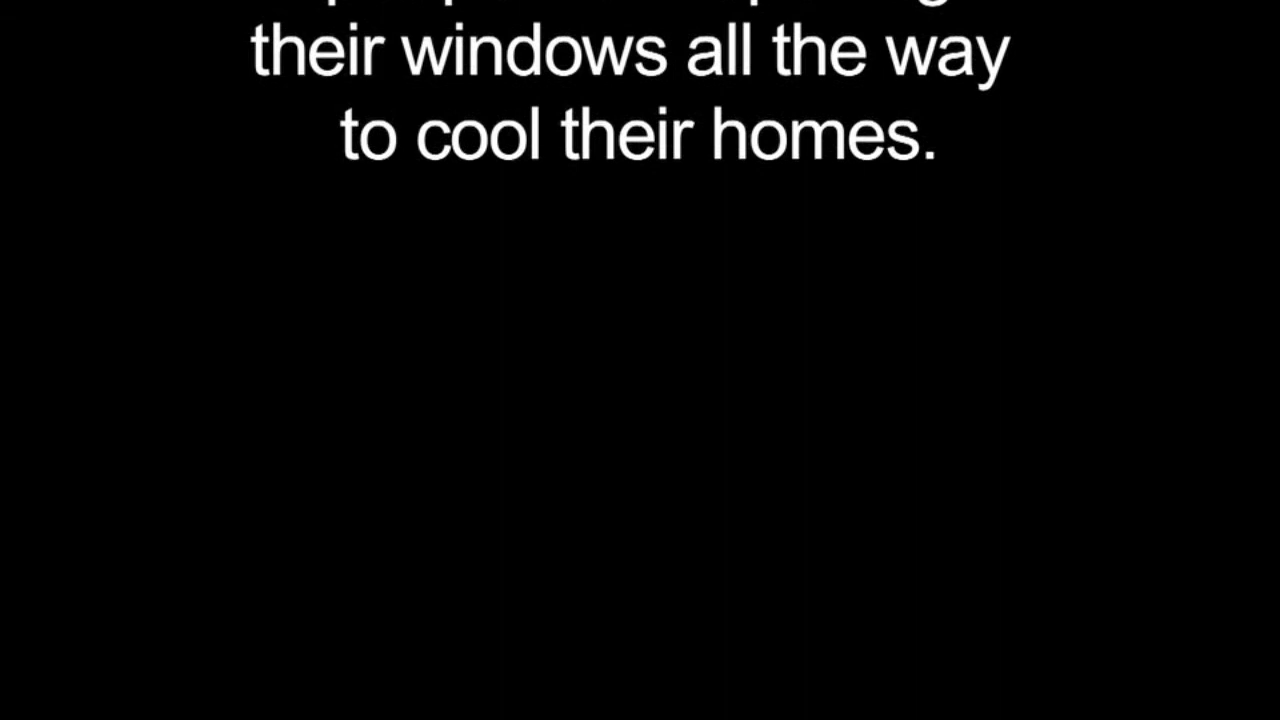 their windows all the way
to cool their homes.